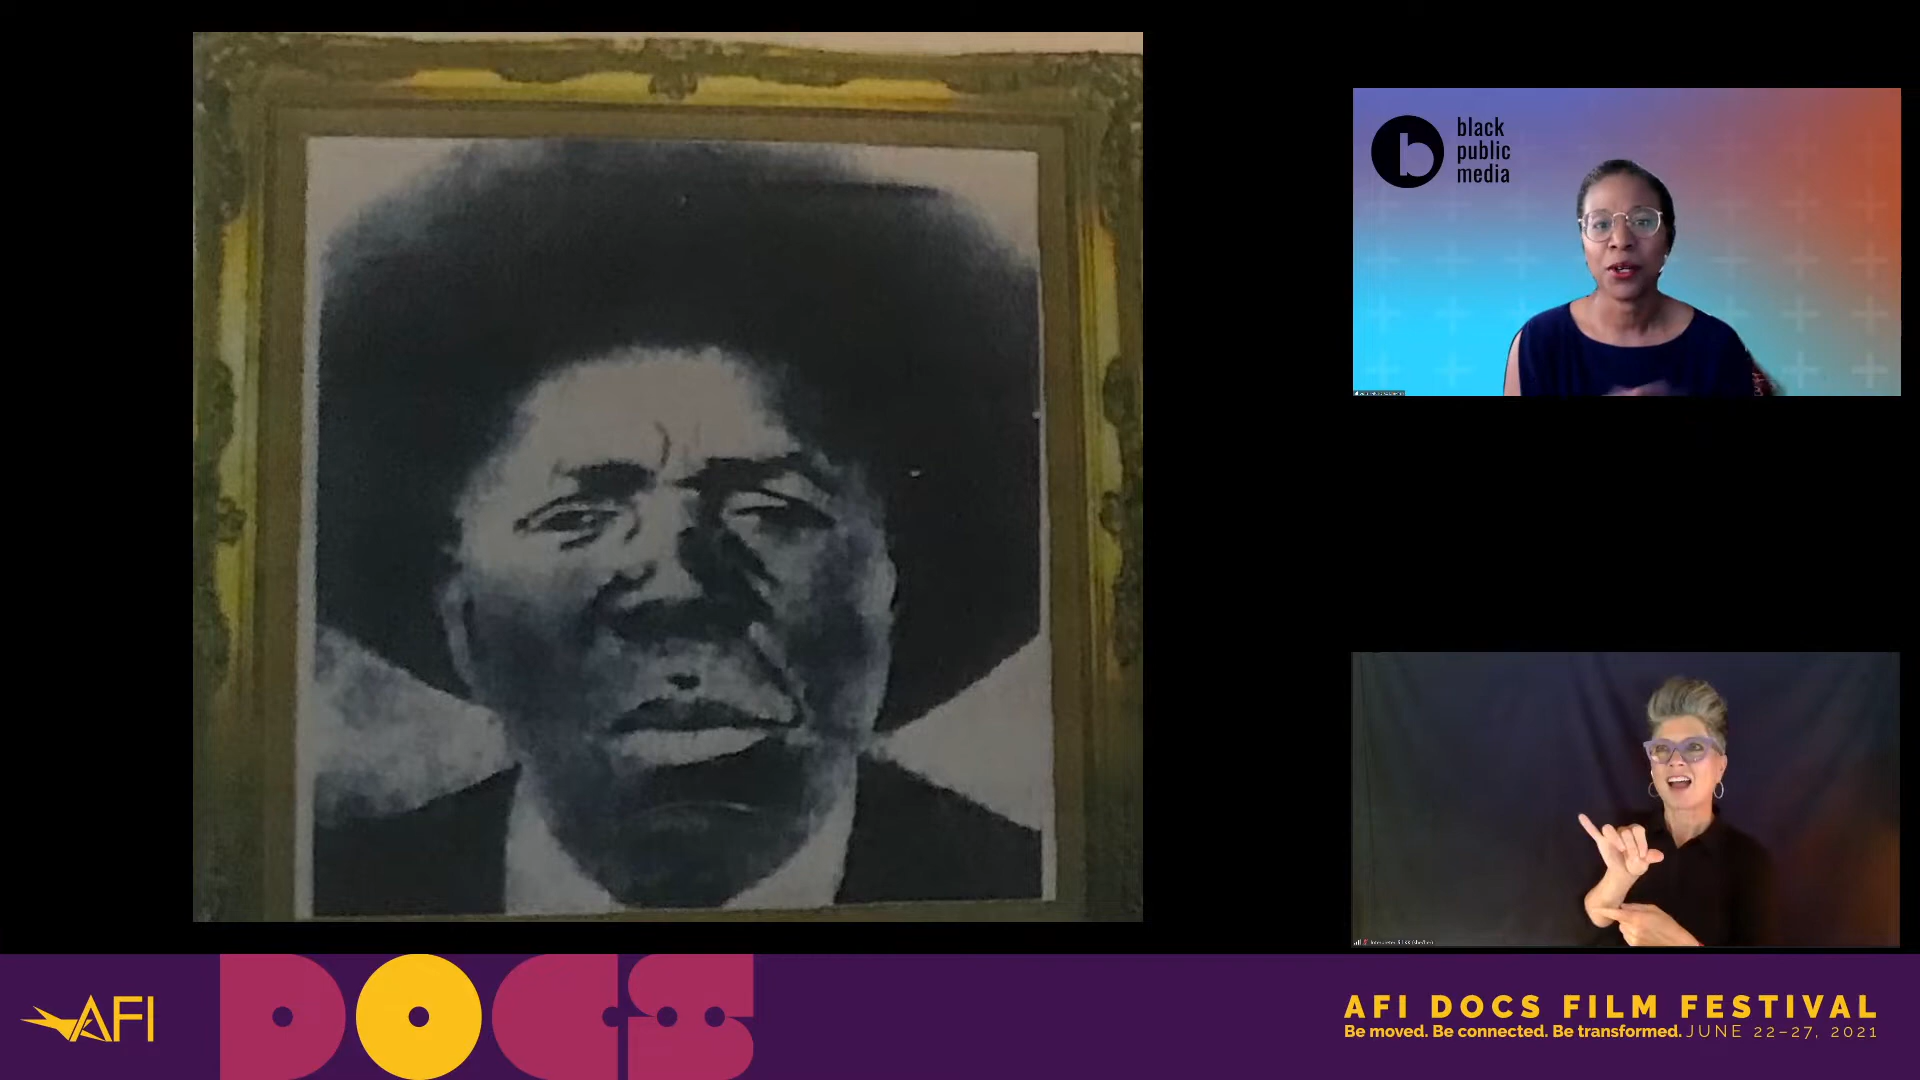 black
public
media
AFI
DOCS
AFI DOCS FILM FESTIVAL
Be moved. Be connected. Be transformed. JUNE 22–27, 2021